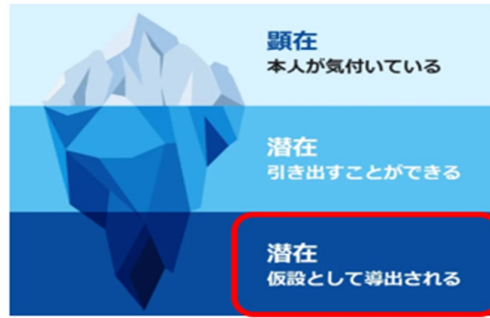 顕在
本人が気付いている
潜在
引き出すことができる
潜在
仮設として導出される